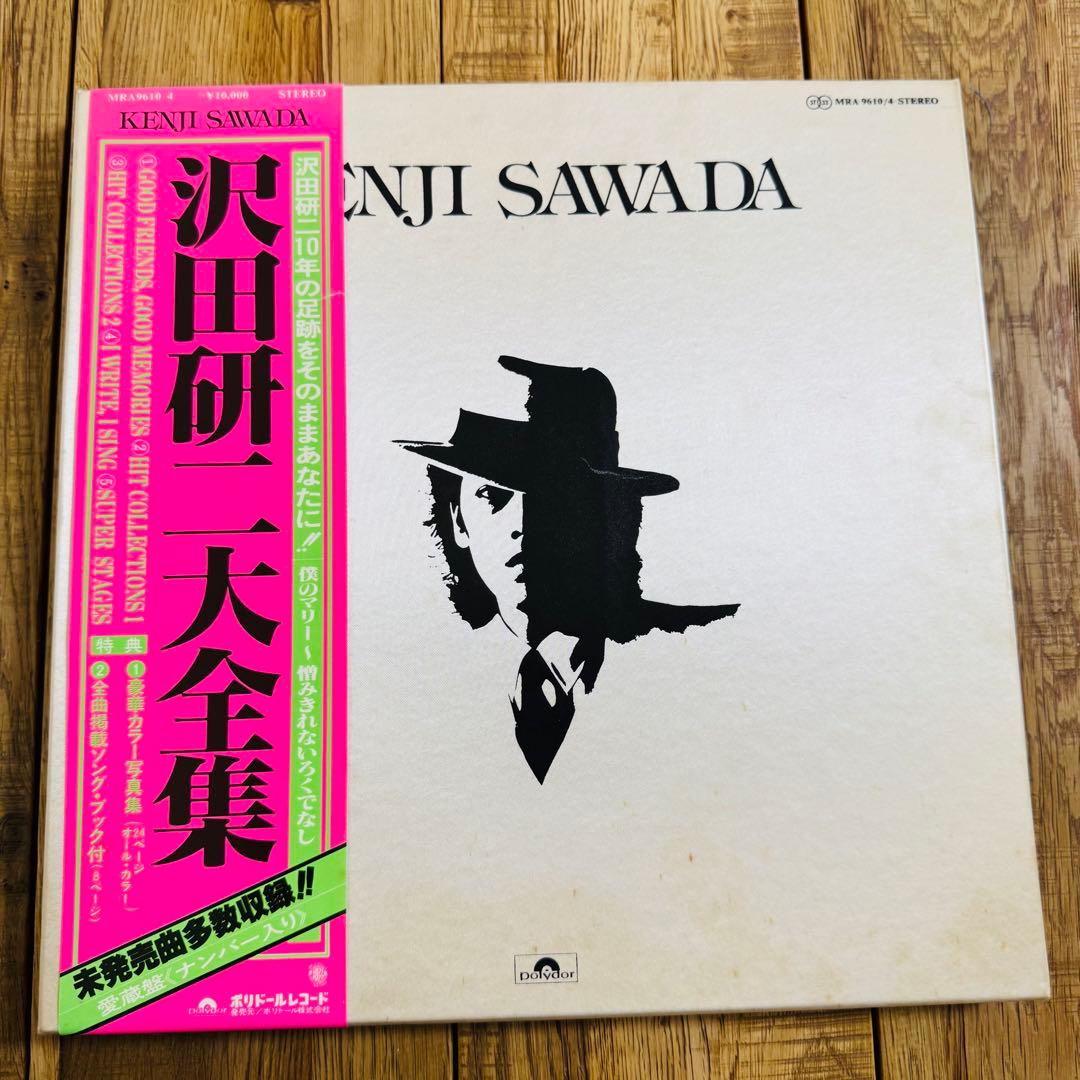 MRA9610/4 ¥10,000 STEREO
KENJI SAWADA
沢田研二10年の足跡をそのままあなたに!! 僕のマリー〜憎みきれないろくでなし
沢田研二大全集
①GOOD FRIENDS, GOOD MEMORIES ②HIT COLLECTIONS 1
③HIT COLLECTIONS 2 ④I WRITE, I SING ⑤SUPER STAGES
特典
❶豪華カラー写真集(24ページ オール・カラー)
❷全曲掲載ソング・ブック付(8ページ)
未発売曲多数収録!!
愛蔵盤《ナンバー入り》
polydor ポリドールレコード
発売元/ポリドール株式会社
ST 33 MRA 9610/4 STEREO
ENJI SAWADA
polydor